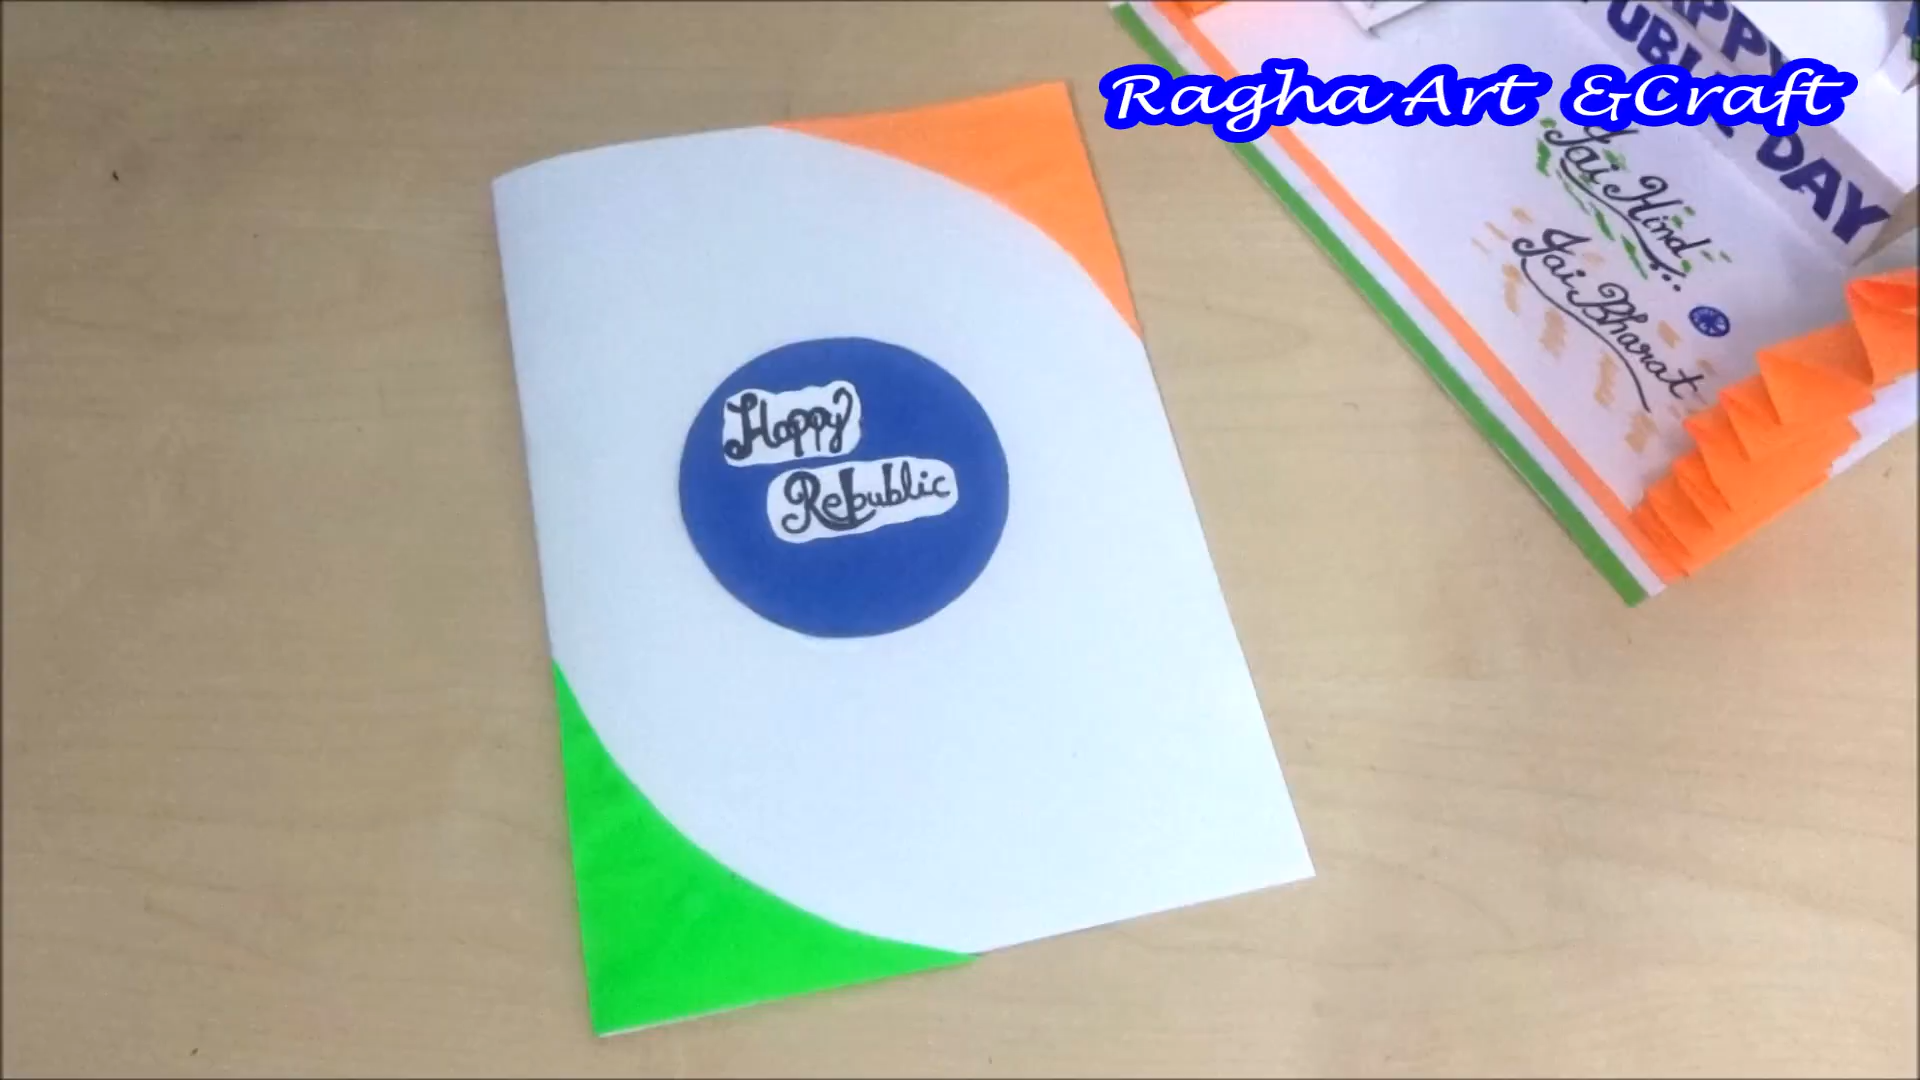 Ragha Art &Craft
DAY
Jai Hind...
Jai Bharat
Happy
Republic